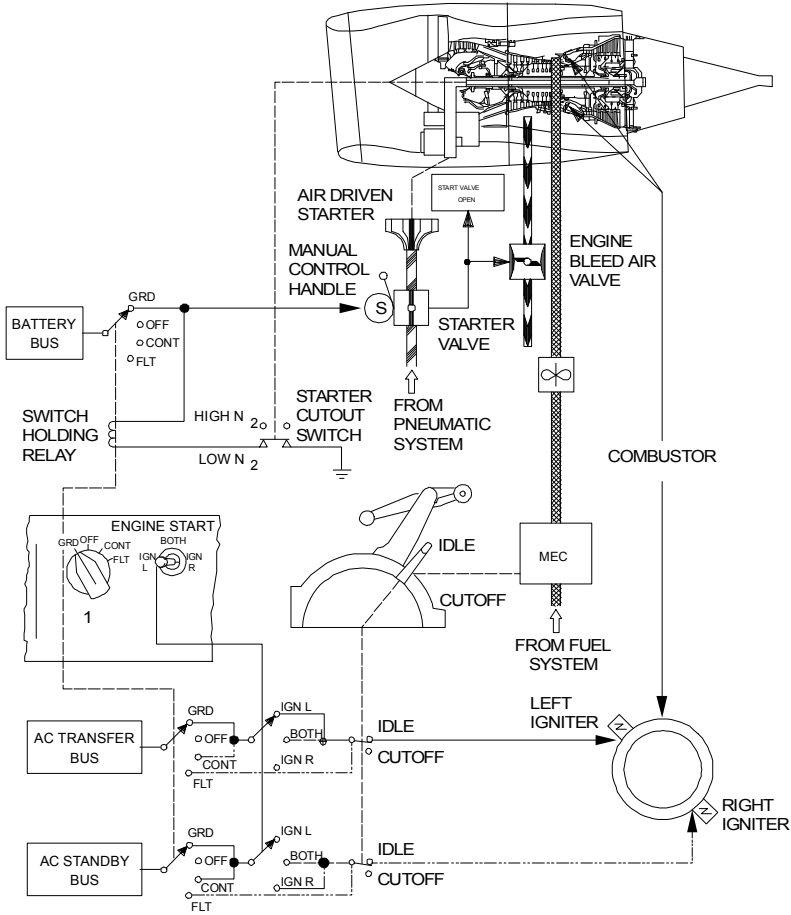 AIR DRIVEN
STARTER
START VALVE
OPEN
MANUAL
CONTROL
HANDLE
ENGINE
BLEED AIR
VALVE
GRD
OFF
CONT
FLT
BATTERY
BUS
S
STARTER
VALVE
SWITCH
HOLDING
RELAY
HIGH N 2
LOW N 2
STARTER
CUTOUT
SWITCH
FROM
PNEUMATIC
SYSTEM
COMBUSTOR
ENGINE START
GRD
OFF
CONT
FLT
BOTH
IGN
L
IGN
R
1
IDLE
CUTOFF
MEC
FROM FUEL
SYSTEM
LEFT
IGNITER
AC TRANSFER
BUS
GRD
OFF
CONT
FLT
IGN L
BOTH
IGN R
IDLE
CUTOFF
RIGHT
IGNITER
AC STANDBY
BUS
GRD
OFF
CONT
FLT
IGN L
BOTH
IGN R
IDLE
CUTOFF